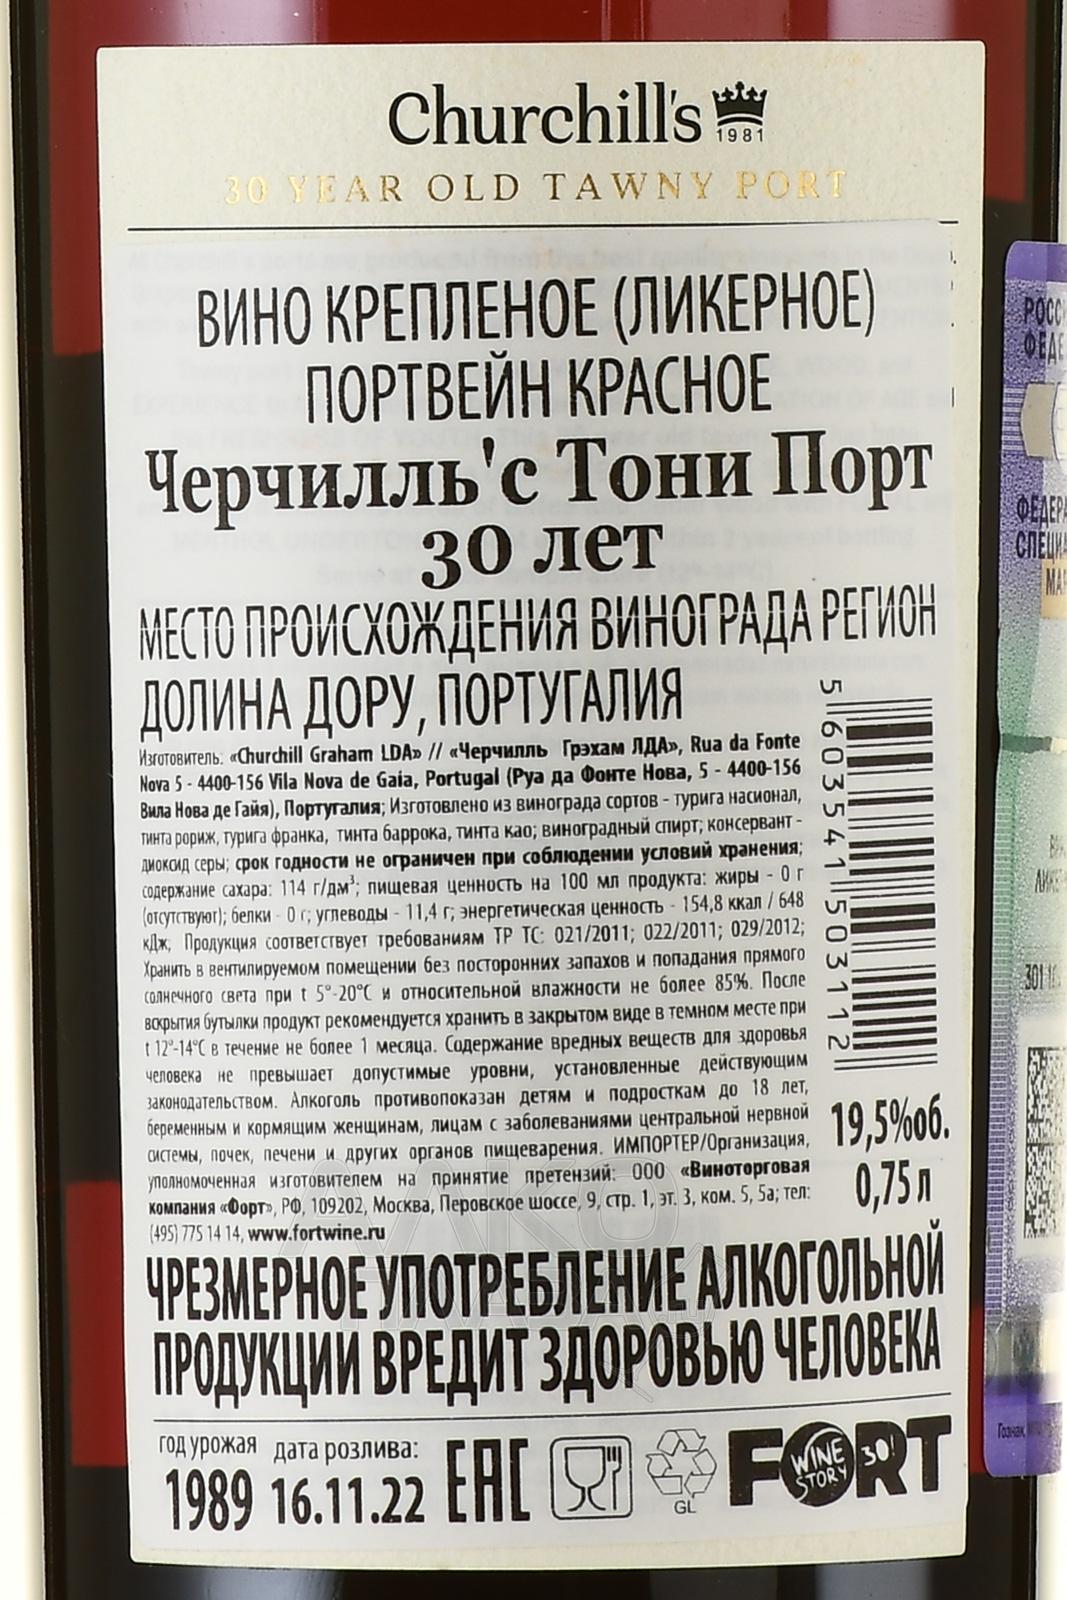 Churchill's
1981
30 YEAR OLD TAWNY PORT
ВИНО КРЕПЛЕНОЕ (ЛИКЕРНОЕ)
ПОРТВЕЙН КРАСНОЕ
Черчилль'с Тони Порт
30 лет
МЕСТО ПРОИСХОЖДЕНИЯ ВИНОГРАДА РЕГИОН
ДОЛИНА ДОРУ, ПОРТУГАЛИЯ
Изготовитель: «Churchill Graham LDA» // «Черчилль Грэхам ЛДА», Rua da Fonte
Nova 5 - 4400-156 Vila Nova de Gaia, Portugal (Руа да Фонте Нова, 5 - 4400-156
Вила Нова де Гайя), Португалия; Изготовлено из винограда сортов - турига насионал,
тинта рориж, турига франка, тинта баррока, тинта као; виноградный спирт; консервант -
диоксид серы; срок годности не ограничен при соблюдении условий хранения;
содержание сахара: 114 г/дм³; пищевая ценность на 100 мл продукта: жиры - 0 г
(отсутствуют); белки - 0 г; углеводы - 11,4 г; энергетическая ценность - 154,8 ккал / 648
кДж, Продукция соответствует требованиям ТР ТС: 021/2011; 022/2011; 029/2012;
Хранить в вентилируемом помещении без посторонних запахов и попадания прямого
солнечного света при t 5°-20°C и относительной влажности не более 85%. После
вскрытия бутылки продукт рекомендуется хранить в закрытом виде в темном месте при
t 12°-14°C в течение не более 1 месяца. Содержание вредных веществ для здоровья
человека не превышает допустимые уровни, установленные действующим
законодательством. Алкоголь противопоказан детям и подросткам до 18 лет,
беременным и кормящим женщинам, лицам с заболеваниями центральной нервной
системы, почек, печени и других органов пищеварения. ИМПОРТЕР/Организация,
уполномоченная изготовителем на принятие претензий: ООО «Виноторговая
компания «Форт», РФ, 109202, Москва, Перовское шоссе, 9, стр. 1, эт. 3, ком. 5, 5а; тел:
(495) 775 14 14, www.fortwine.ru
5 603541 503112
19,5%об.
0,75 л
ЧРЕЗМЕРНОЕ УПОТРЕБЛЕНИЕ АЛКОГОЛЬНОЙ
ПРОДУКЦИИ ВРЕДИТ ЗДОРОВЬЮ ЧЕЛОВЕКА
год урожая
1989
дата розлива:
16.11.22
EAC
GL
FORT
WINE
STORY
30!